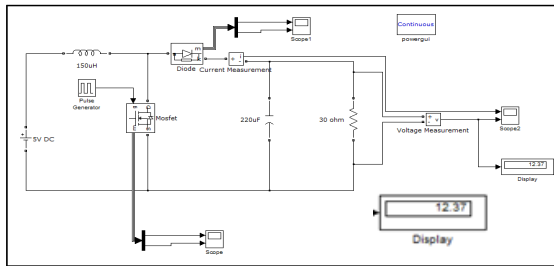 Continuous
powergui
Scope1
150uH
Diode
Current Measurement
Pulse
Generator
Mosfet
5V DC
220uF
30 ohm
Voltage Measurement
Scope2
12.37
Display
12.37
Display
Scope